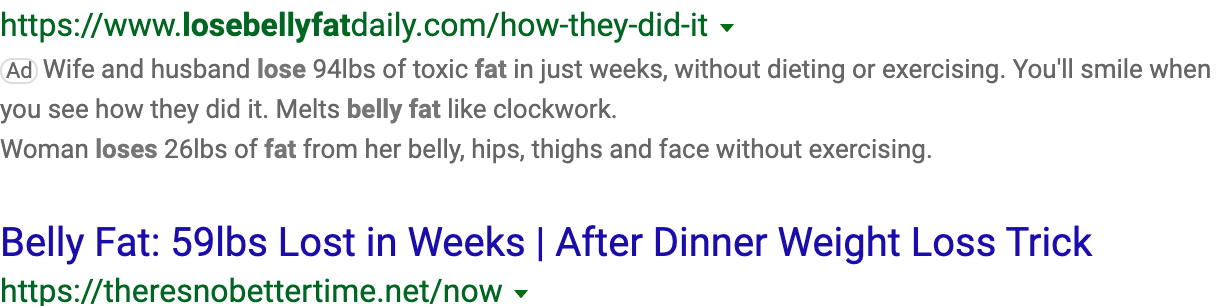 https://www.losebellyfatdaily.com/how-they-did-it
Ad Wife and husband lose 94lbs of toxic fat in just weeks, without dieting or exercising. You'll smile when
you see how they did it. Melts belly fat like clockwork.
Woman loses 26lbs of fat from her belly, hips, thighs and face without exercising.
Belly Fat: 59lbs Lost in Weeks | After Dinner Weight Loss Trick
https://theresnobettertime.net/now